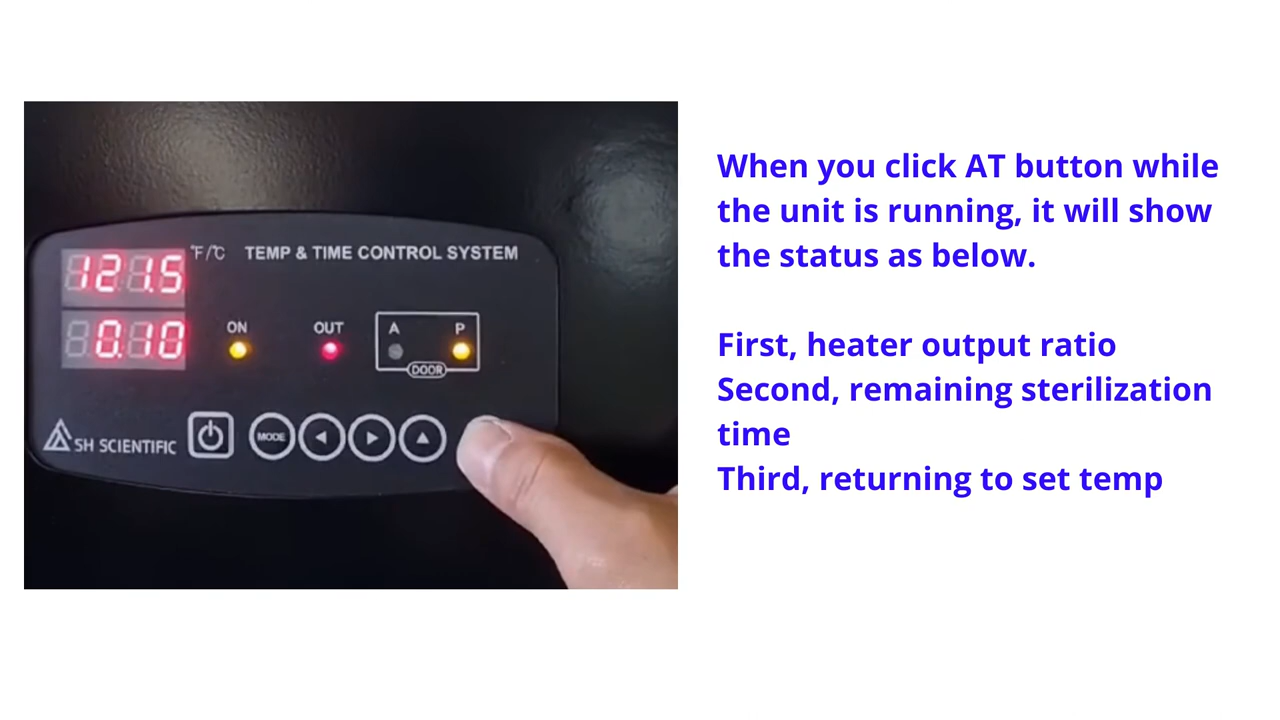 121.5
°F/°C TEMP & TIME CONTROL SYSTEM
0.10
ON OUT A P
DOOR
SH SCIENTIFIC MODE
When you click AT button while
the unit is running, it will show
the status as below.
First, heater output ratio
Second, remaining sterilization
time
Third, returning to set temp